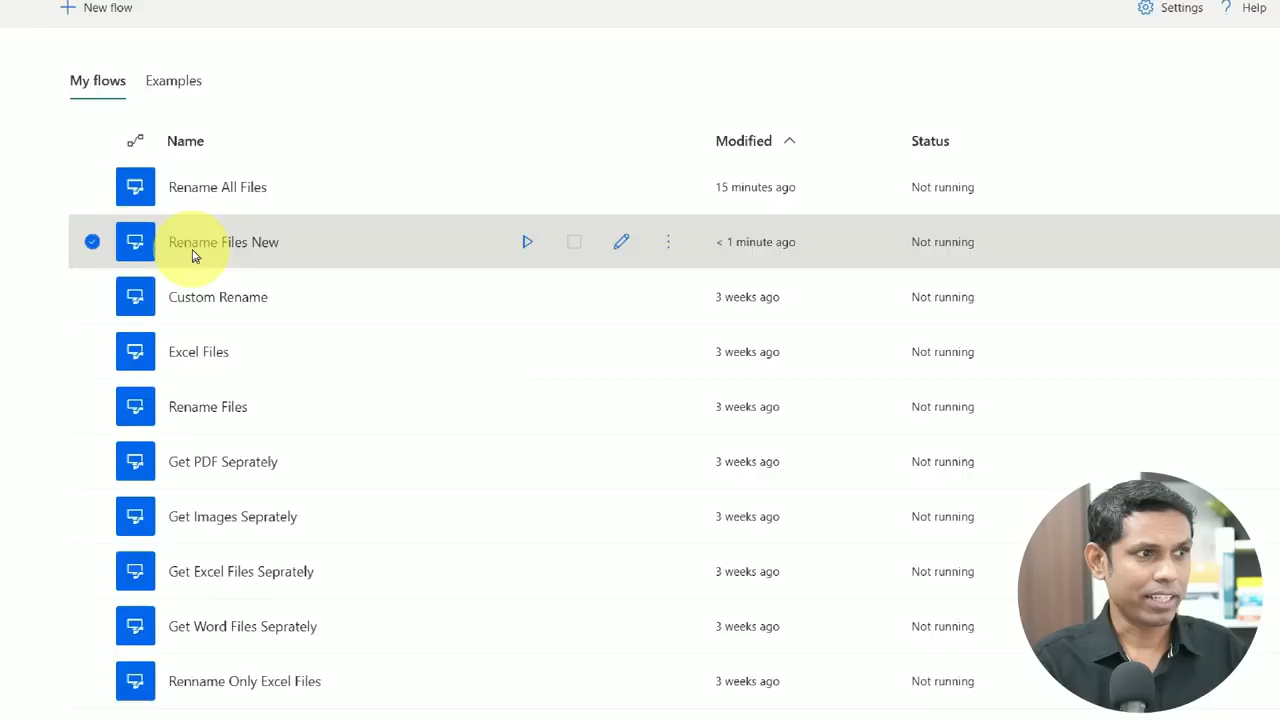 New flow
Settings
Help
My flows
Examples
Name
Modified
Status
Rename All Files
15 minutes ago
Not running
Rename Files New
< 1 minute ago
Not running
Custom Rename
3 weeks ago
Not running
Excel Files
3 weeks ago
Not running
Rename Files
3 weeks ago
Not running
Get PDF Seprately
3 weeks ago
Not running
Get Images Seprately
3 weeks ago
Not running
Get Excel Files Seprately
3 weeks ago
Not running
Get Word Files Seprately
3 weeks ago
Not running
Renname Only Excel Files
3 weeks ago
Not running